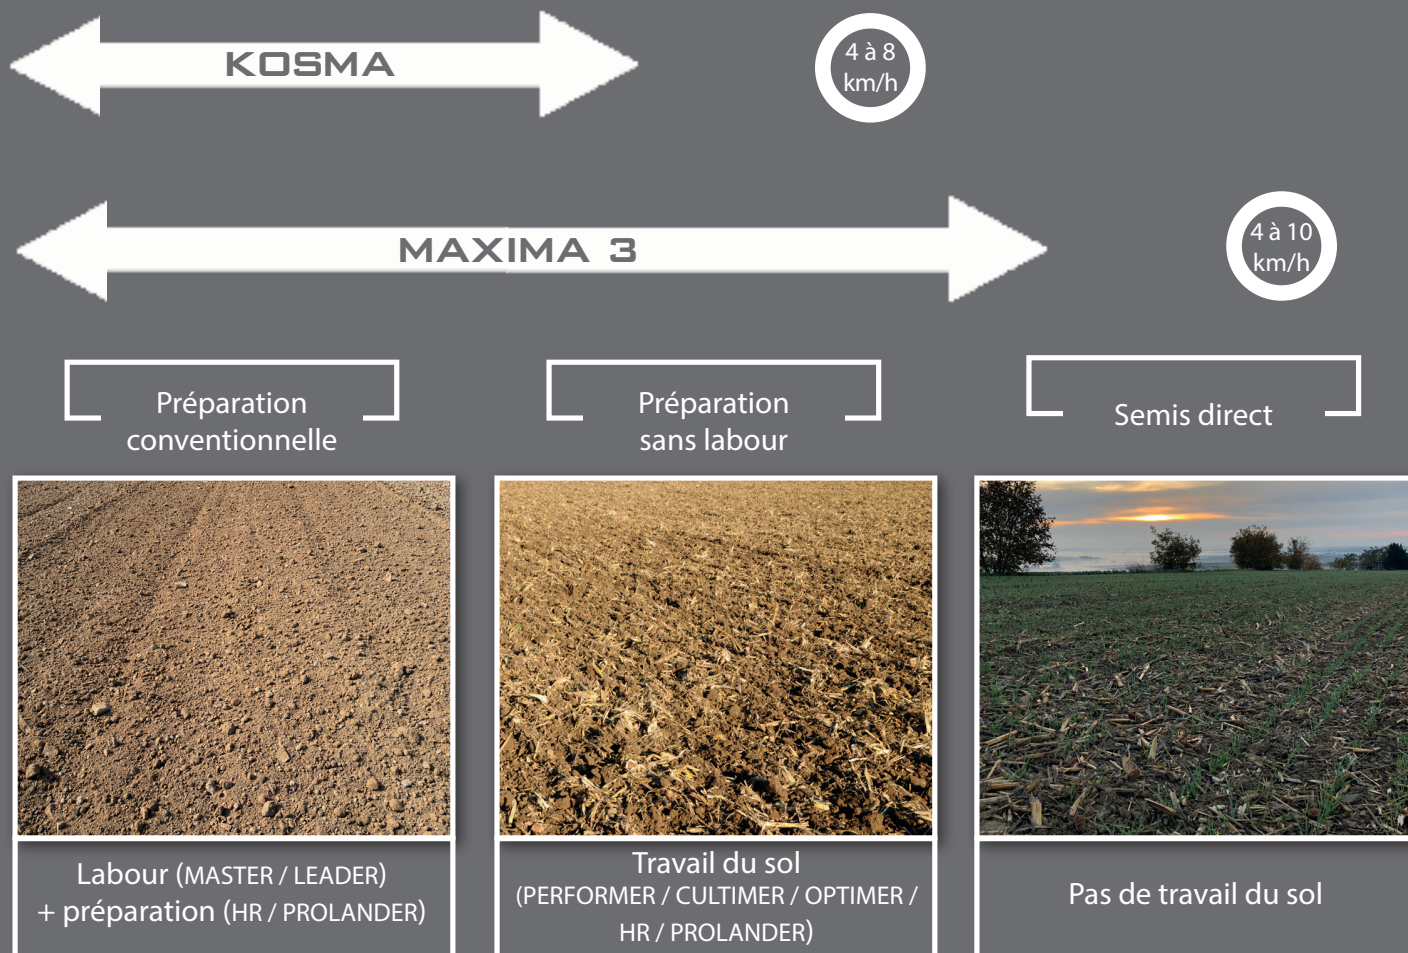 KOSMA
4 à 8
km/h
MAXIMA 3
4 à 10
km/h
Préparation
conventionnelle
Préparation
sans labour
Semis direct
Labour (MASTER / LEADER)
+ préparation (HR / PROLANDER)
Travail du sol
(PERFORMER / CULTIMER / OPTIMER /
HR / PROLANDER)
Pas de travail du sol